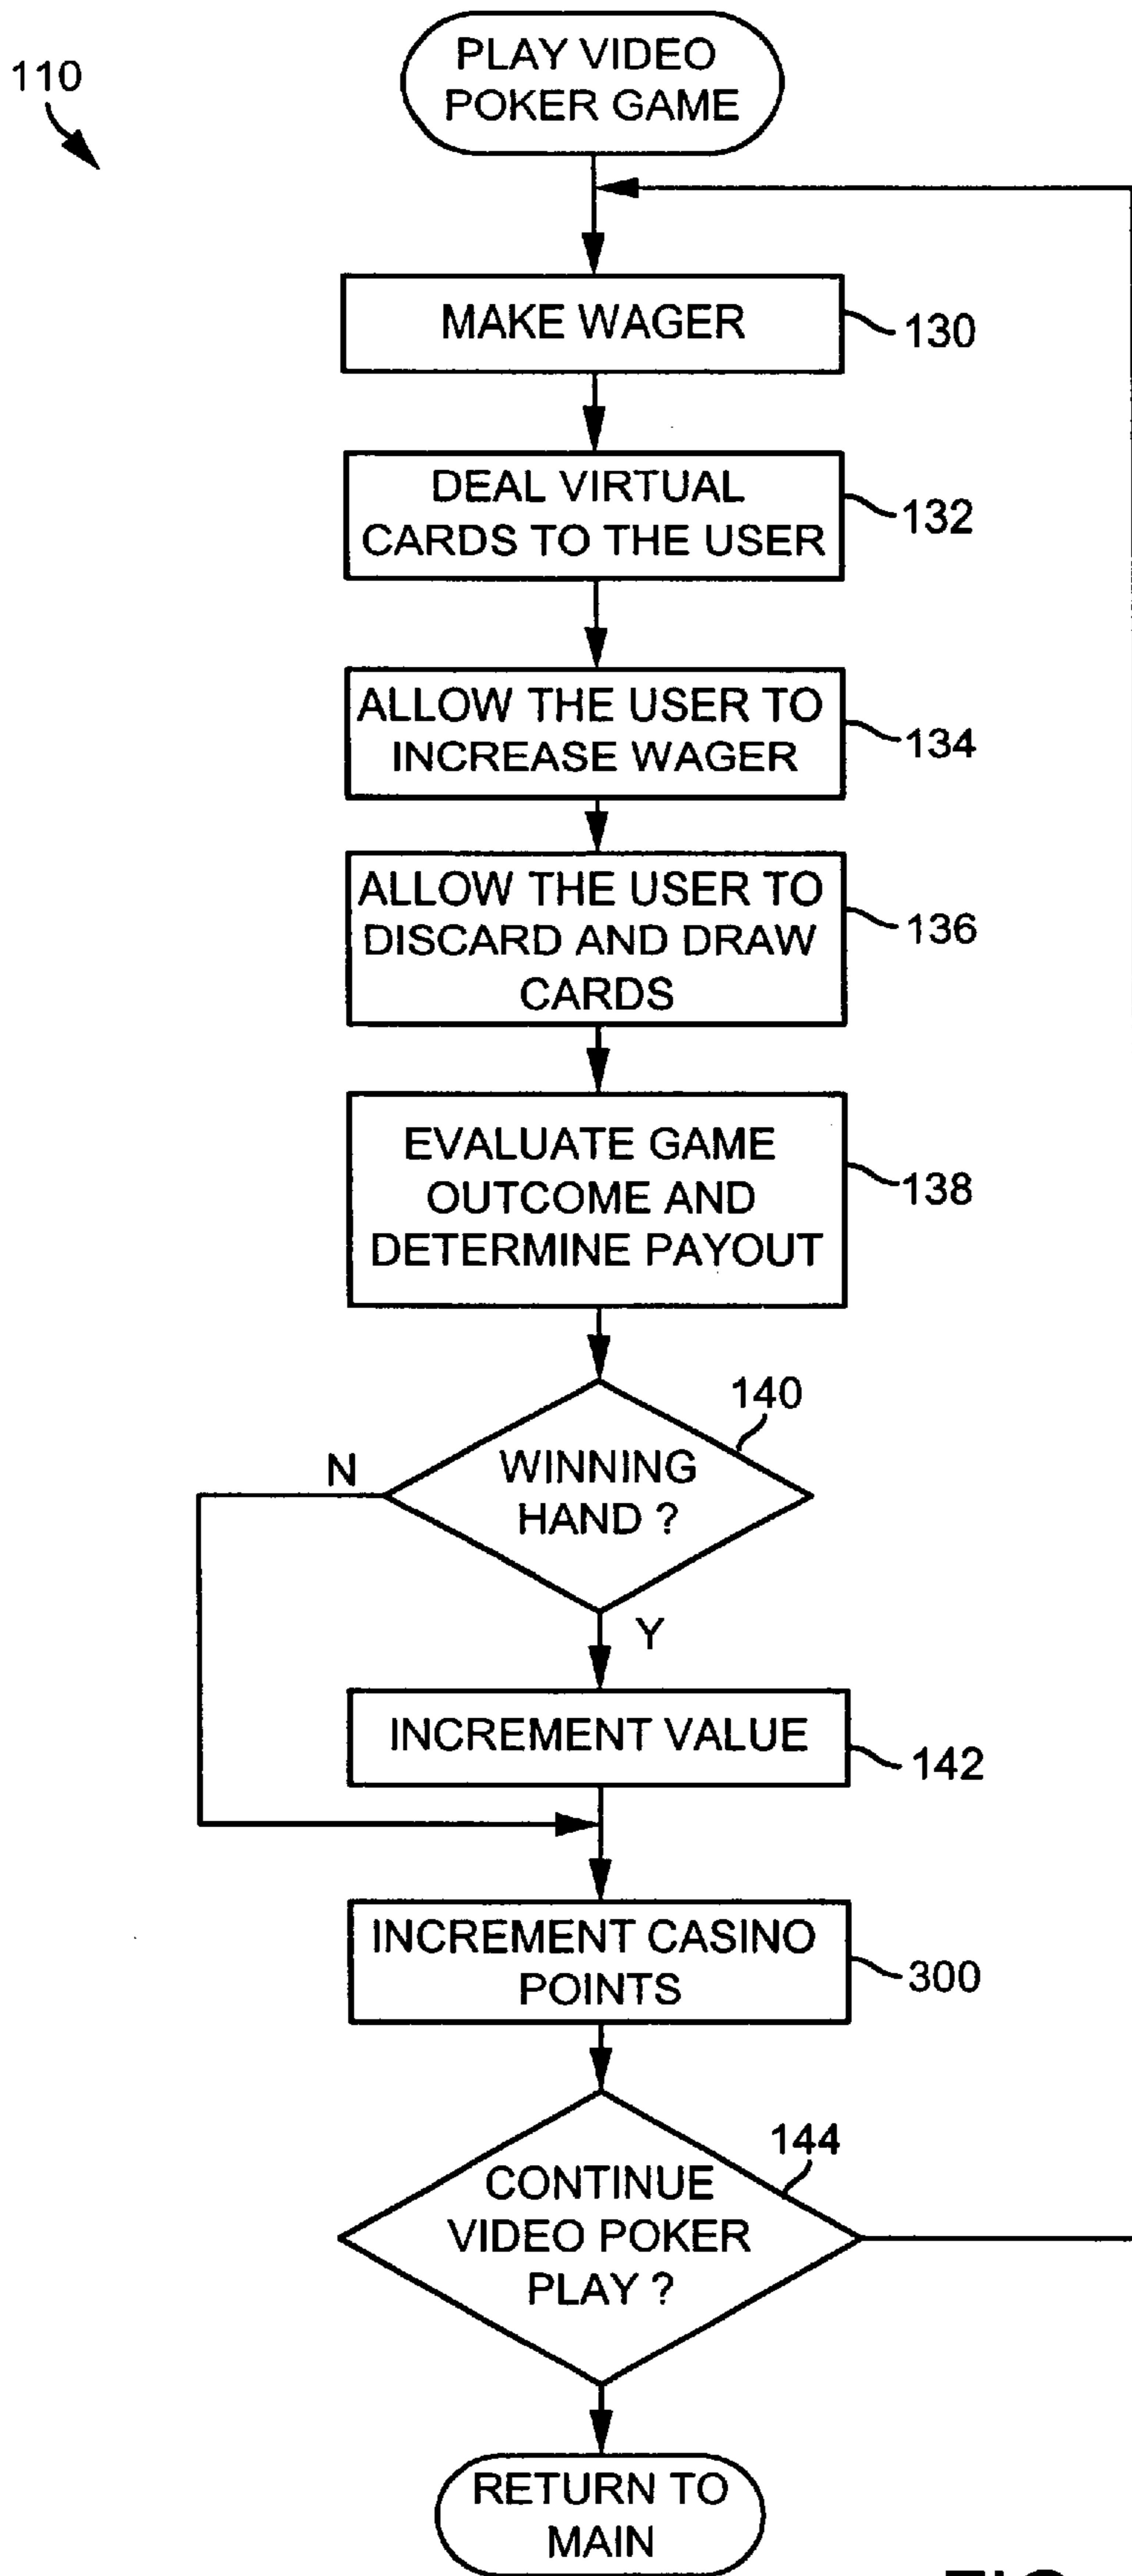 110
PLAY VIDEO
POKER GAME
MAKE WAGER
130
DEAL VIRTUAL
CARDS TO THE USER
132
ALLOW THE USER TO
INCREASE WAGER
134
ALLOW THE USER TO
DISCARD AND DRAW
CARDS
136
EVALUATE GAME
OUTCOME AND
DETERMINE PAYOUT
138
140
N
WINNING
HAND ?
Y
INCREMENT VALUE
142
INCREMENT CASINO
POINTS
300
144
CONTINUE
VIDEO POKER
PLAY ?
RETURN TO
MAIN